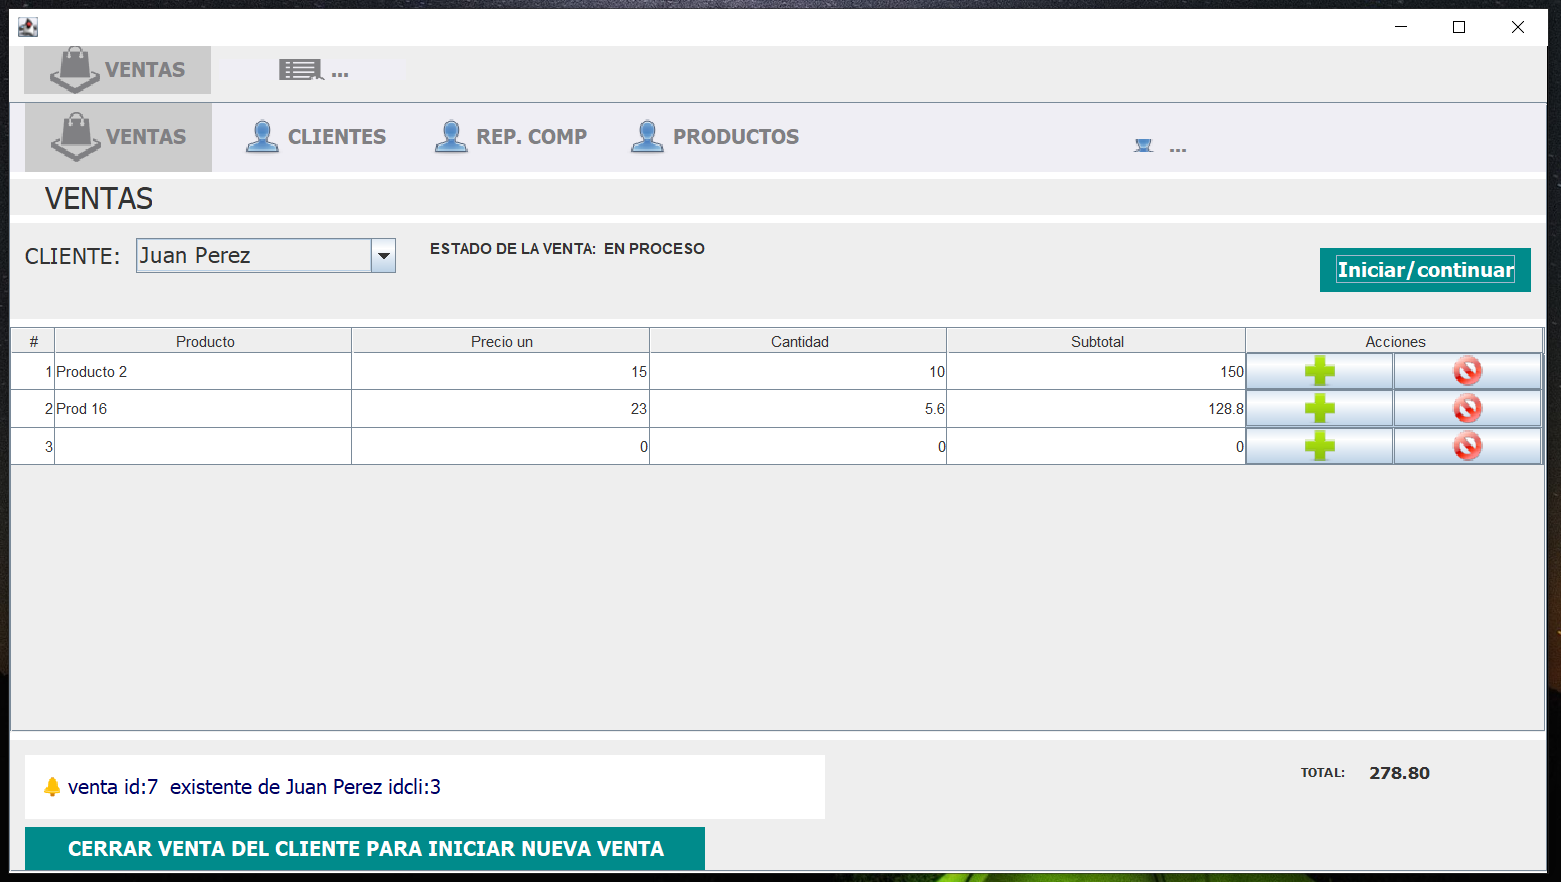 VENTAS ...
VENTAS CLIENTES REP. COMP PRODUCTOS ...
VENTAS
CLIENTE: Juan Perez ESTADO DE LA VENTA: EN PROCESO
Iniciar/continuar
# Producto Precio un Cantidad Subtotal Acciones
1 Producto 2 15 10 150
2 Prod 16 23 5.6 128.8
3 0 0 0
venta id:7 existente de Juan Perez idcli:3
TOTAL: 278.80
CERRAR VENTA DEL CLIENTE PARA INICIAR NUEVA VENTA